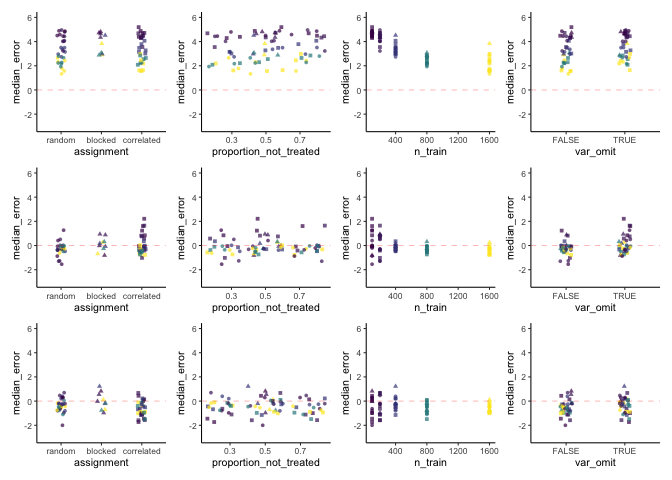 6
4
2
0
-2
median_error
random
blocked
correlated
assignment
6
4
2
0
-2
median_error
0.3
0.5
0.7
proportion_not_treated
6
4
2
0
-2
median_error
400
800
1200
1600
n_train
6
4
2
0
-2
median_error
FALSE
TRUE
var_omit
6
4
2
0
-2
median_error
random
blocked
correlated
assignment
6
4
2
0
-2
median_error
0.3
0.5
0.7
proportion_not_treated
6
4
2
0
-2
median_error
400
800
1200
1600
n_train
6
4
2
0
-2
median_error
FALSE
TRUE
var_omit
6
4
2
0
-2
median_error
random
blocked
correlated
assignment
6
4
2
0
-2
median_error
0.3
0.5
0.7
proportion_not_treated
6
4
2
0
-2
median_error
400
800
1200
1600
n_train
6
4
2
0
-2
median_error
FALSE
TRUE
var_omit